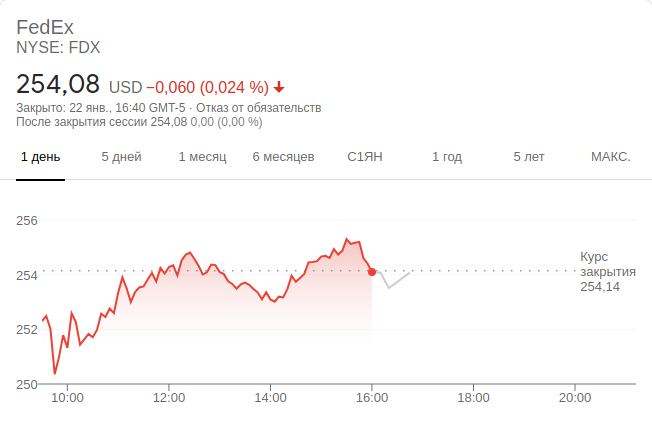 FedEx
NYSE: FDX
254,08 USD −0,060 (0,024 %)
Закрыто: 22 янв., 16:40 GMT-5 · Отказ от обязательств
После закрытия сессии 254,08 0,00 (0,00 %)
1 день 5 дней 1 месяц 6 месяцев С1ЯН 1 год 5 лет МАКС.
256
254
252
250
Курс
закрытия
254,14
10:00 12:00 14:00 16:00 18:00 20:00